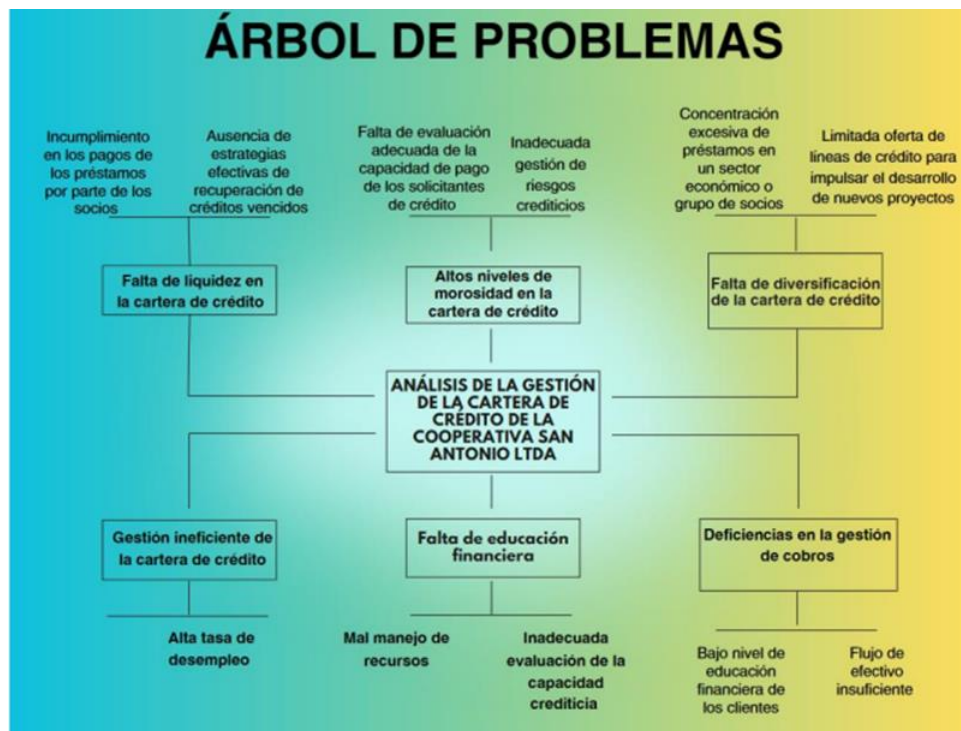 ÁRBOL DE PROBLEMAS
Incumplimiento
en los pagos de
los préstamos
por parte de los
socios
Ausencia de
estrategias
efectivas de
recuperación de
créditos vencidos
Falta de evaluación
adecuada de la
capacidad de pago
de los solicitantes
de crédito
Inadecuada
gestión de
riesgos
crediticios
Concentración
excesiva de
préstamos en
un sector
económico o
grupo de socios
Limitada oferta de
líneas de crédito para
impulsar el desarrollo
de nuevos proyectos
Falta de liquidez en
la cartera de crédito
Altos niveles de
morosidad en la
cartera de crédito
Falta de diversificación
de la cartera de crédito
ANÁLISIS DE LA GESTIÓN
DE LA CARTERA DE
CRÉDITO DE LA
COOPERATIVA SAN
ANTONIO LTDA
Gestión ineficiente de
la cartera de crédito
Falta de educación
financiera
Deficiencias en la gestión
de cobros
Alta tasa de
desempleo
Mal manejo de
recursos
Inadecuada
evaluación de la
capacidad
crediticia
Bajo nivel de
educación
financiera de
los clientes
Flujo de
efectivo
insuficiente